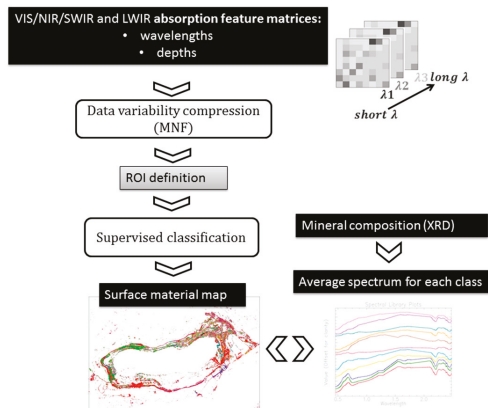 VIS/NIR/SWIR and LWIR absorption feature matrices:
• wavelengths
• depths
λ1
λ2
λ3
short λ
long λ
Data variability compression
(MNF)
ROI definition
Supervised classification
Mineral composition (XRD)
Surface material map
Average spectrum for each class
Wavelength